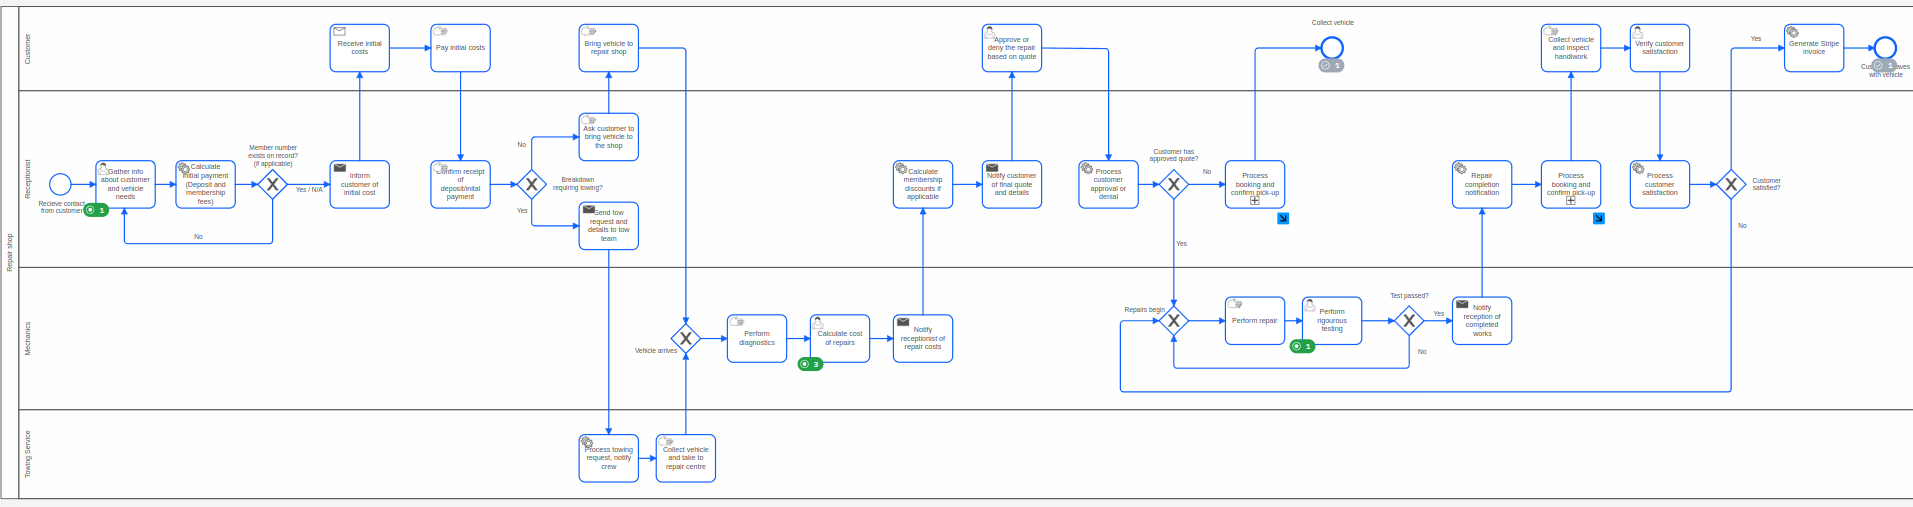 Repair shop
Customer
Receive initial
costs
Pay initial costs
Bring vehicle to
repair shop
Approve or
deny the repair
based on quote
Collect vehicle
1
Collect vehicle
and inspect
handiwork
Verify customer
satisfaction
Yes
Generate Stripe
invoice
1
with vehicle
Receptionist
Recieve contact
from customer
Gather info
about customer
and vehicle
needs
1
Calculate
initial payment
(Deposit and
membership
fees)
Member number
exists on record?
(if applicable)
Yes / N/A
No
Inform
customer of
initial cost
Confirm receipt
of
deposit/inital
payment
Breakdown
requiring towing?
No
Yes
Ask customer to
bring vehicle to
the shop
Send tow
request and
details to tow
team
Calculate
membership
discounts if
applicable
Notify customer
of final quote
and details
Process
customer
approval or
denial
Customer has
approved quote?
No
Yes
Process
booking and
confirm pick-up
Repair
completion
notification
Process
booking and
confirm pick-up
Process
customer
satisfaction
Customer
satisfied?
No
Mechanics
Vehicle arrives
Perform
diagnostics
Calculate cost
of repairs
3
Notify
receptionist of
repair costs
Repairs begin
Perform repair
Perform
rigourous
testing
1
Test passed?
Yes
No
Notify
reception of
completed
works
Towing Service
Process towing
request, notify
crew
Collect vehicle
and take to
repair centre